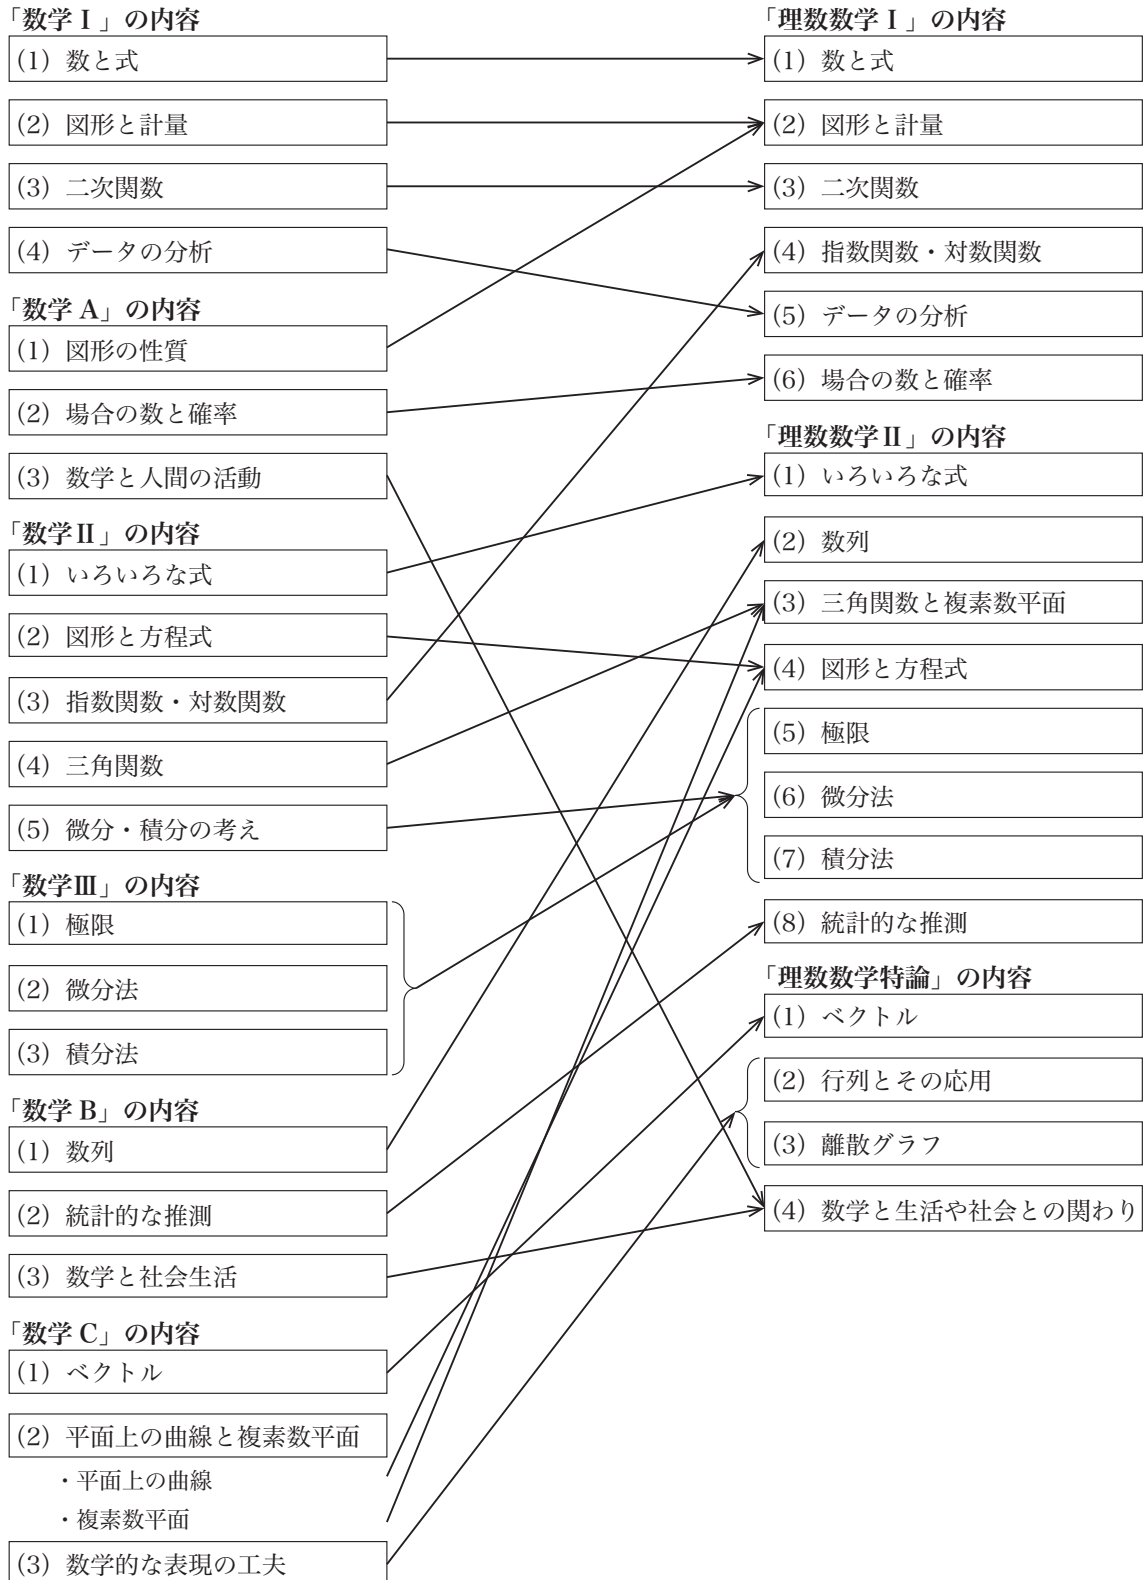 「数学Ⅰ」の内容
(1) 数と式
(2) 図形と計量
(3) 二次関数
(4) データの分析
「数学 A」の内容
(1) 図形の性質
(2) 場合の数と確率
(3) 数学と人間の活動
「数学Ⅱ」の内容
(1) いろいろな式
(2) 図形と方程式
(3) 指数関数・対数関数
(4) 三角関数
(5) 微分・積分の考え
「数学Ⅲ」の内容
(1) 極限
(2) 微分法
(3) 積分法
「数学 B」の内容
(1) 数列
(2) 統計的な推測
(3) 数学と社会生活
「数学 C」の内容
(1) ベクトル
(2) 平面上の曲線と複素数平面
・平面上の曲線
・複素数平面
(3) 数学的な表現の工夫
「理数数学Ⅰ」の内容
(1) 数と式
(2) 図形と計量
(3) 二次関数
(4) 指数関数・対数関数
(5) データの分析
(6) 場合の数と確率
「理数数学Ⅱ」の内容
(1) いろいろな式
(2) 数列
(3) 三角関数と複素数平面
(4) 図形と方程式
(5) 極限
(6) 微分法
(7) 積分法
(8) 統計的な推測
「理数数学特論」の内容
(1) ベクトル
(2) 行列とその応用
(3) 離散グラフ
(4) 数学と生活や社会との関わり